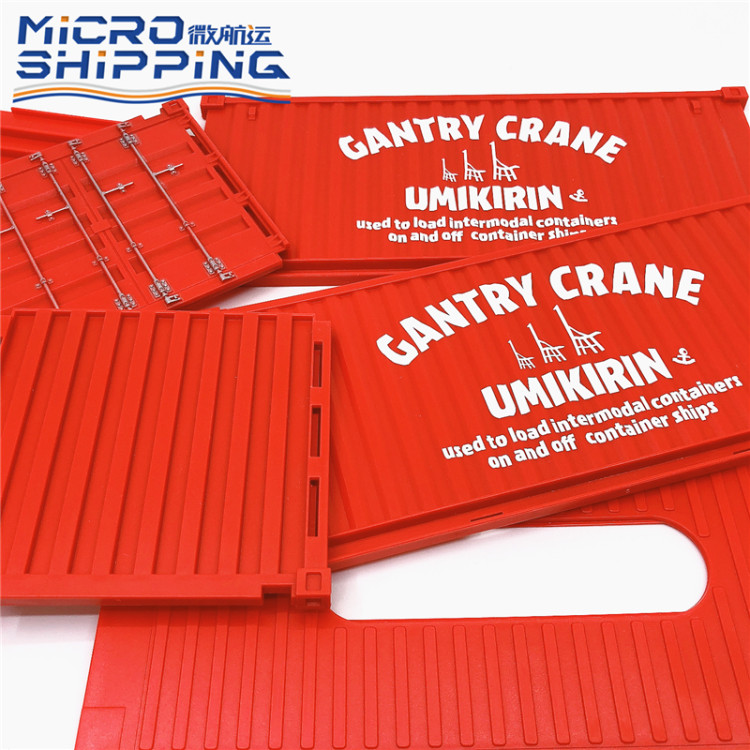 MiCRO 微航运
SHIPPING
GANTRY CRANE
UMIKIRIN
used to load intermodal containers
on and off container ships
GANTRY CRANE
UMIKIRIN
used to load intermodal containers
on and off container ships